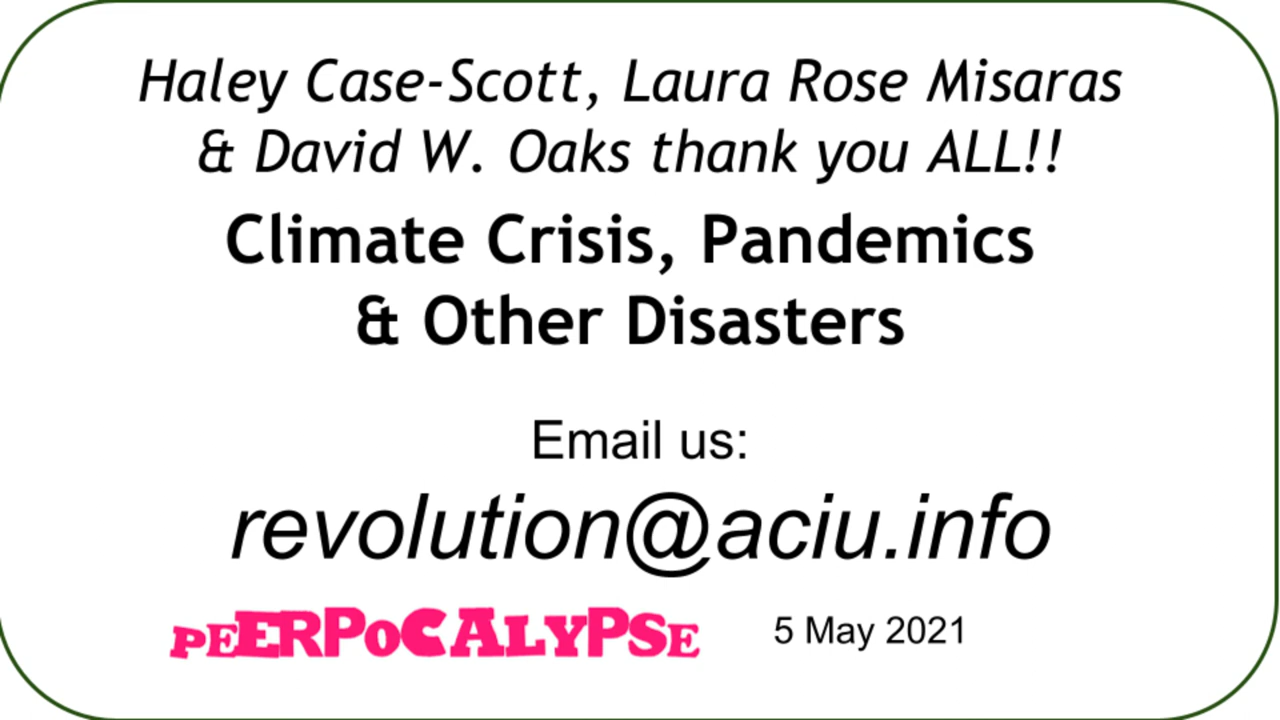 Haley Case-Scott, Laura Rose Misaras
& David W. Oaks thank you ALL!!
Climate Crisis, Pandemics
& Other Disasters
Email us:
revolution@aciu.info
PEERPOCALYPSE 5 May 2021